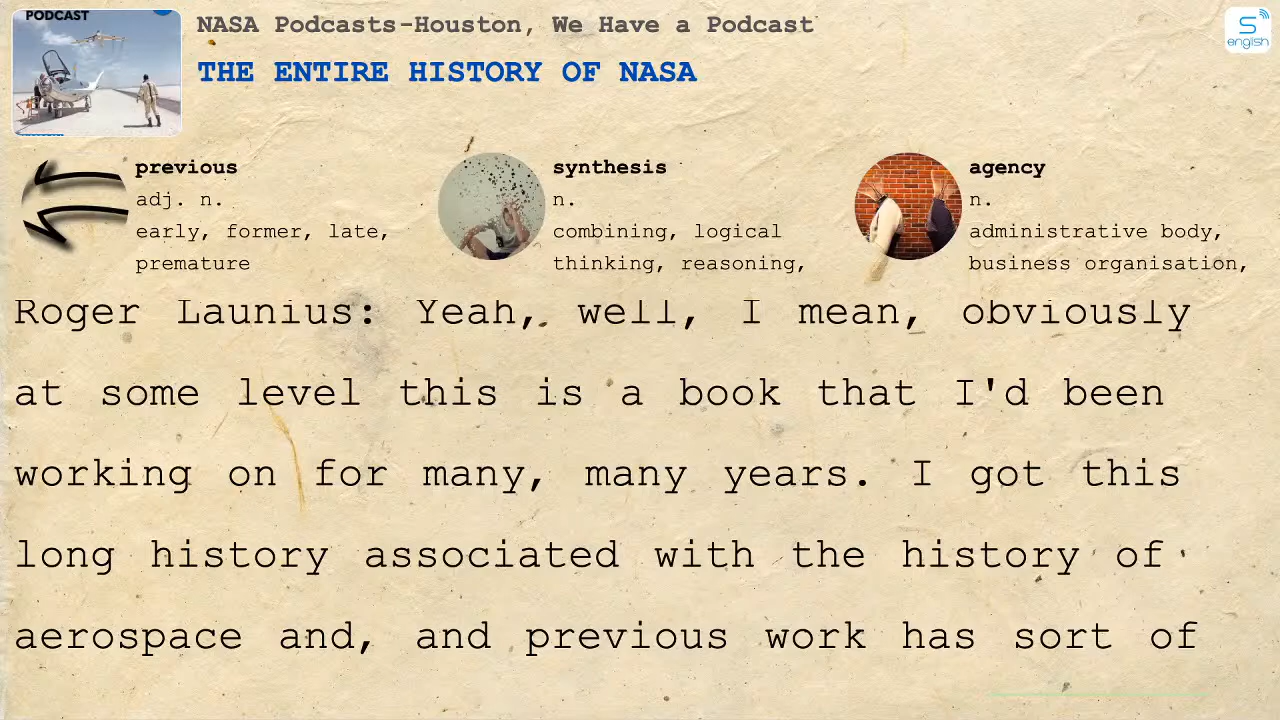 PODCAST
NASA Podcasts-Houston, We Have a Podcast
THE ENTIRE HISTORY OF NASA
S
english
previous
adj. n.
early, former, late,
premature
synthesis
n.
combining, logical
thinking, reasoning,
agency
n.
administrative body,
business organisation,
Roger Launius: Yeah, well, I mean, obviously
at some level this is a book that I'd been
working on for many, many years. I got this
long history associated with the history of
aerospace and, and previous work has sort of